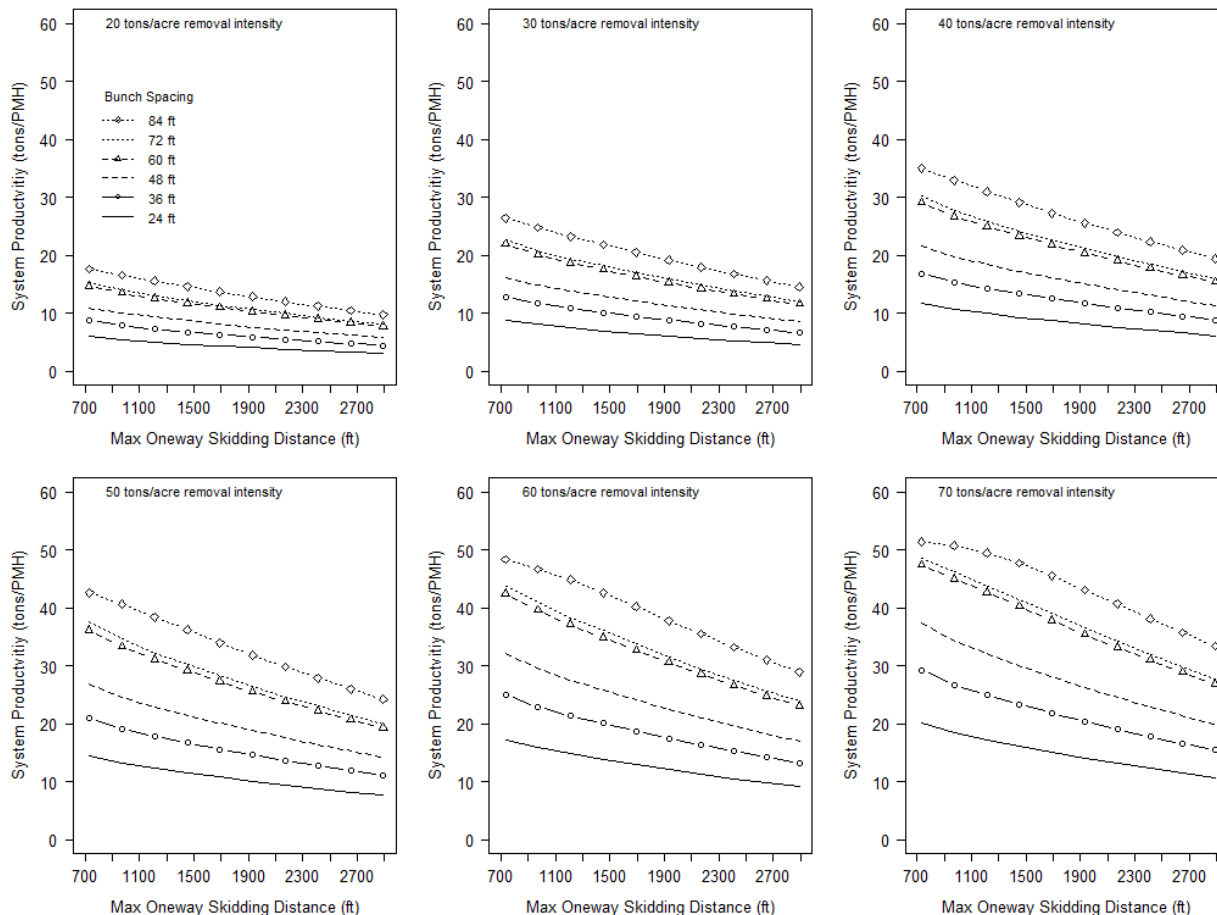 20 tons/acre removal intensity
System Productvitiy (tons/PMH)
60
50
40
30
20
10
0
Bunch Spacing
84 ft
72 ft
60 ft
48 ft
36 ft
24 ft
700 1100 1500 1900 2300 2700
Max Oneway Skidding Distance (ft)
30 tons/acre removal intensity
System Productvitiy (tons/PMH)
60
50
40
30
20
10
0
700 1100 1500 1900 2300 2700
Max Oneway Skidding Distance (ft)
40 tons/acre removal intensity
System Productvitiy (tons/PMH)
60
50
40
30
20
10
0
700 1100 1500 1900 2300 2700
Max Oneway Skidding Distance (ft)
50 tons/acre removal intensity
System Productvitiy (tons/PMH)
60
50
40
30
20
10
0
700 1100 1500 1900 2300 2700
Max Oneway Skidding Distance (ft)
60 tons/acre removal intensity
System Productvitiy (tons/PMH)
60
50
40
30
20
10
0
700 1100 1500 1900 2300 2700
Max Oneway Skidding Distance (ft)
70 tons/acre removal intensity
System Productvitiy (tons/PMH)
60
50
40
30
20
10
0
700 1100 1500 1900 2300 2700
Max Oneway Skidding Distance (ft)